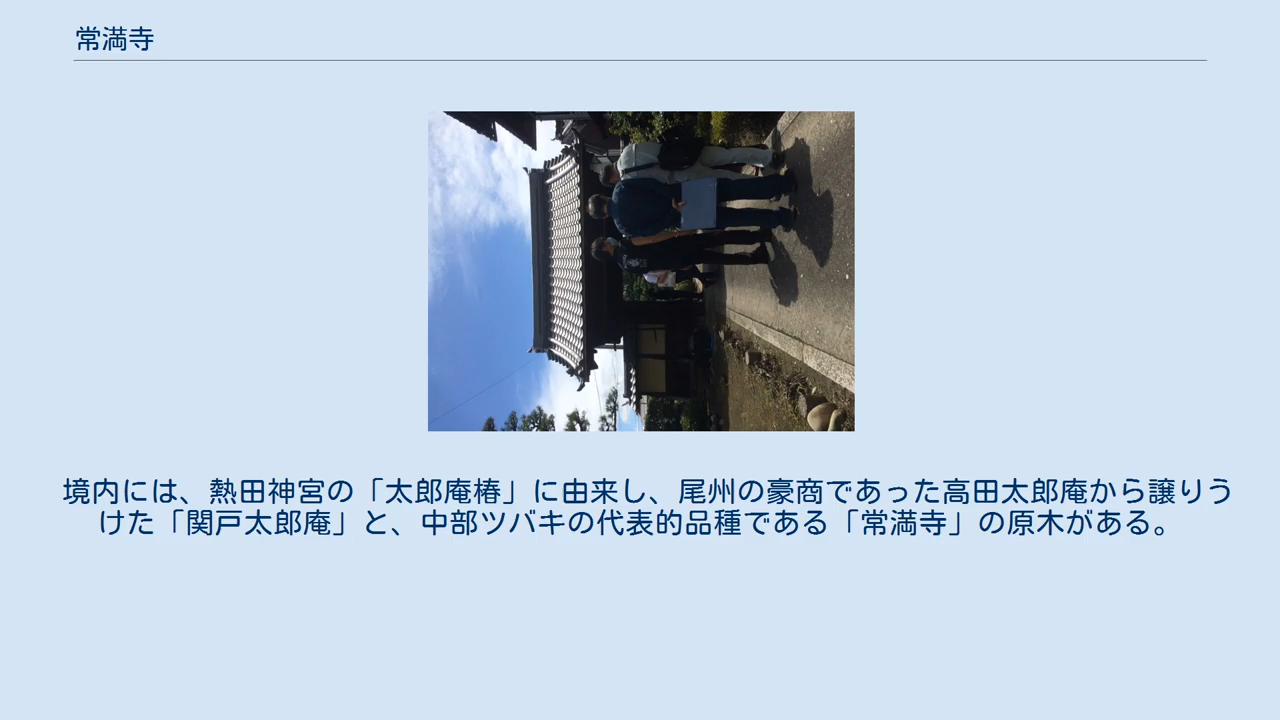 常満寺
境内には、熱田神宮の「太郎庵椿」に由来し、尾州の豪商であった高田太郎庵から譲りう
けた「関戸太郎庵」と、中部ツバキの代表的品種である「常満寺」の原木がある。